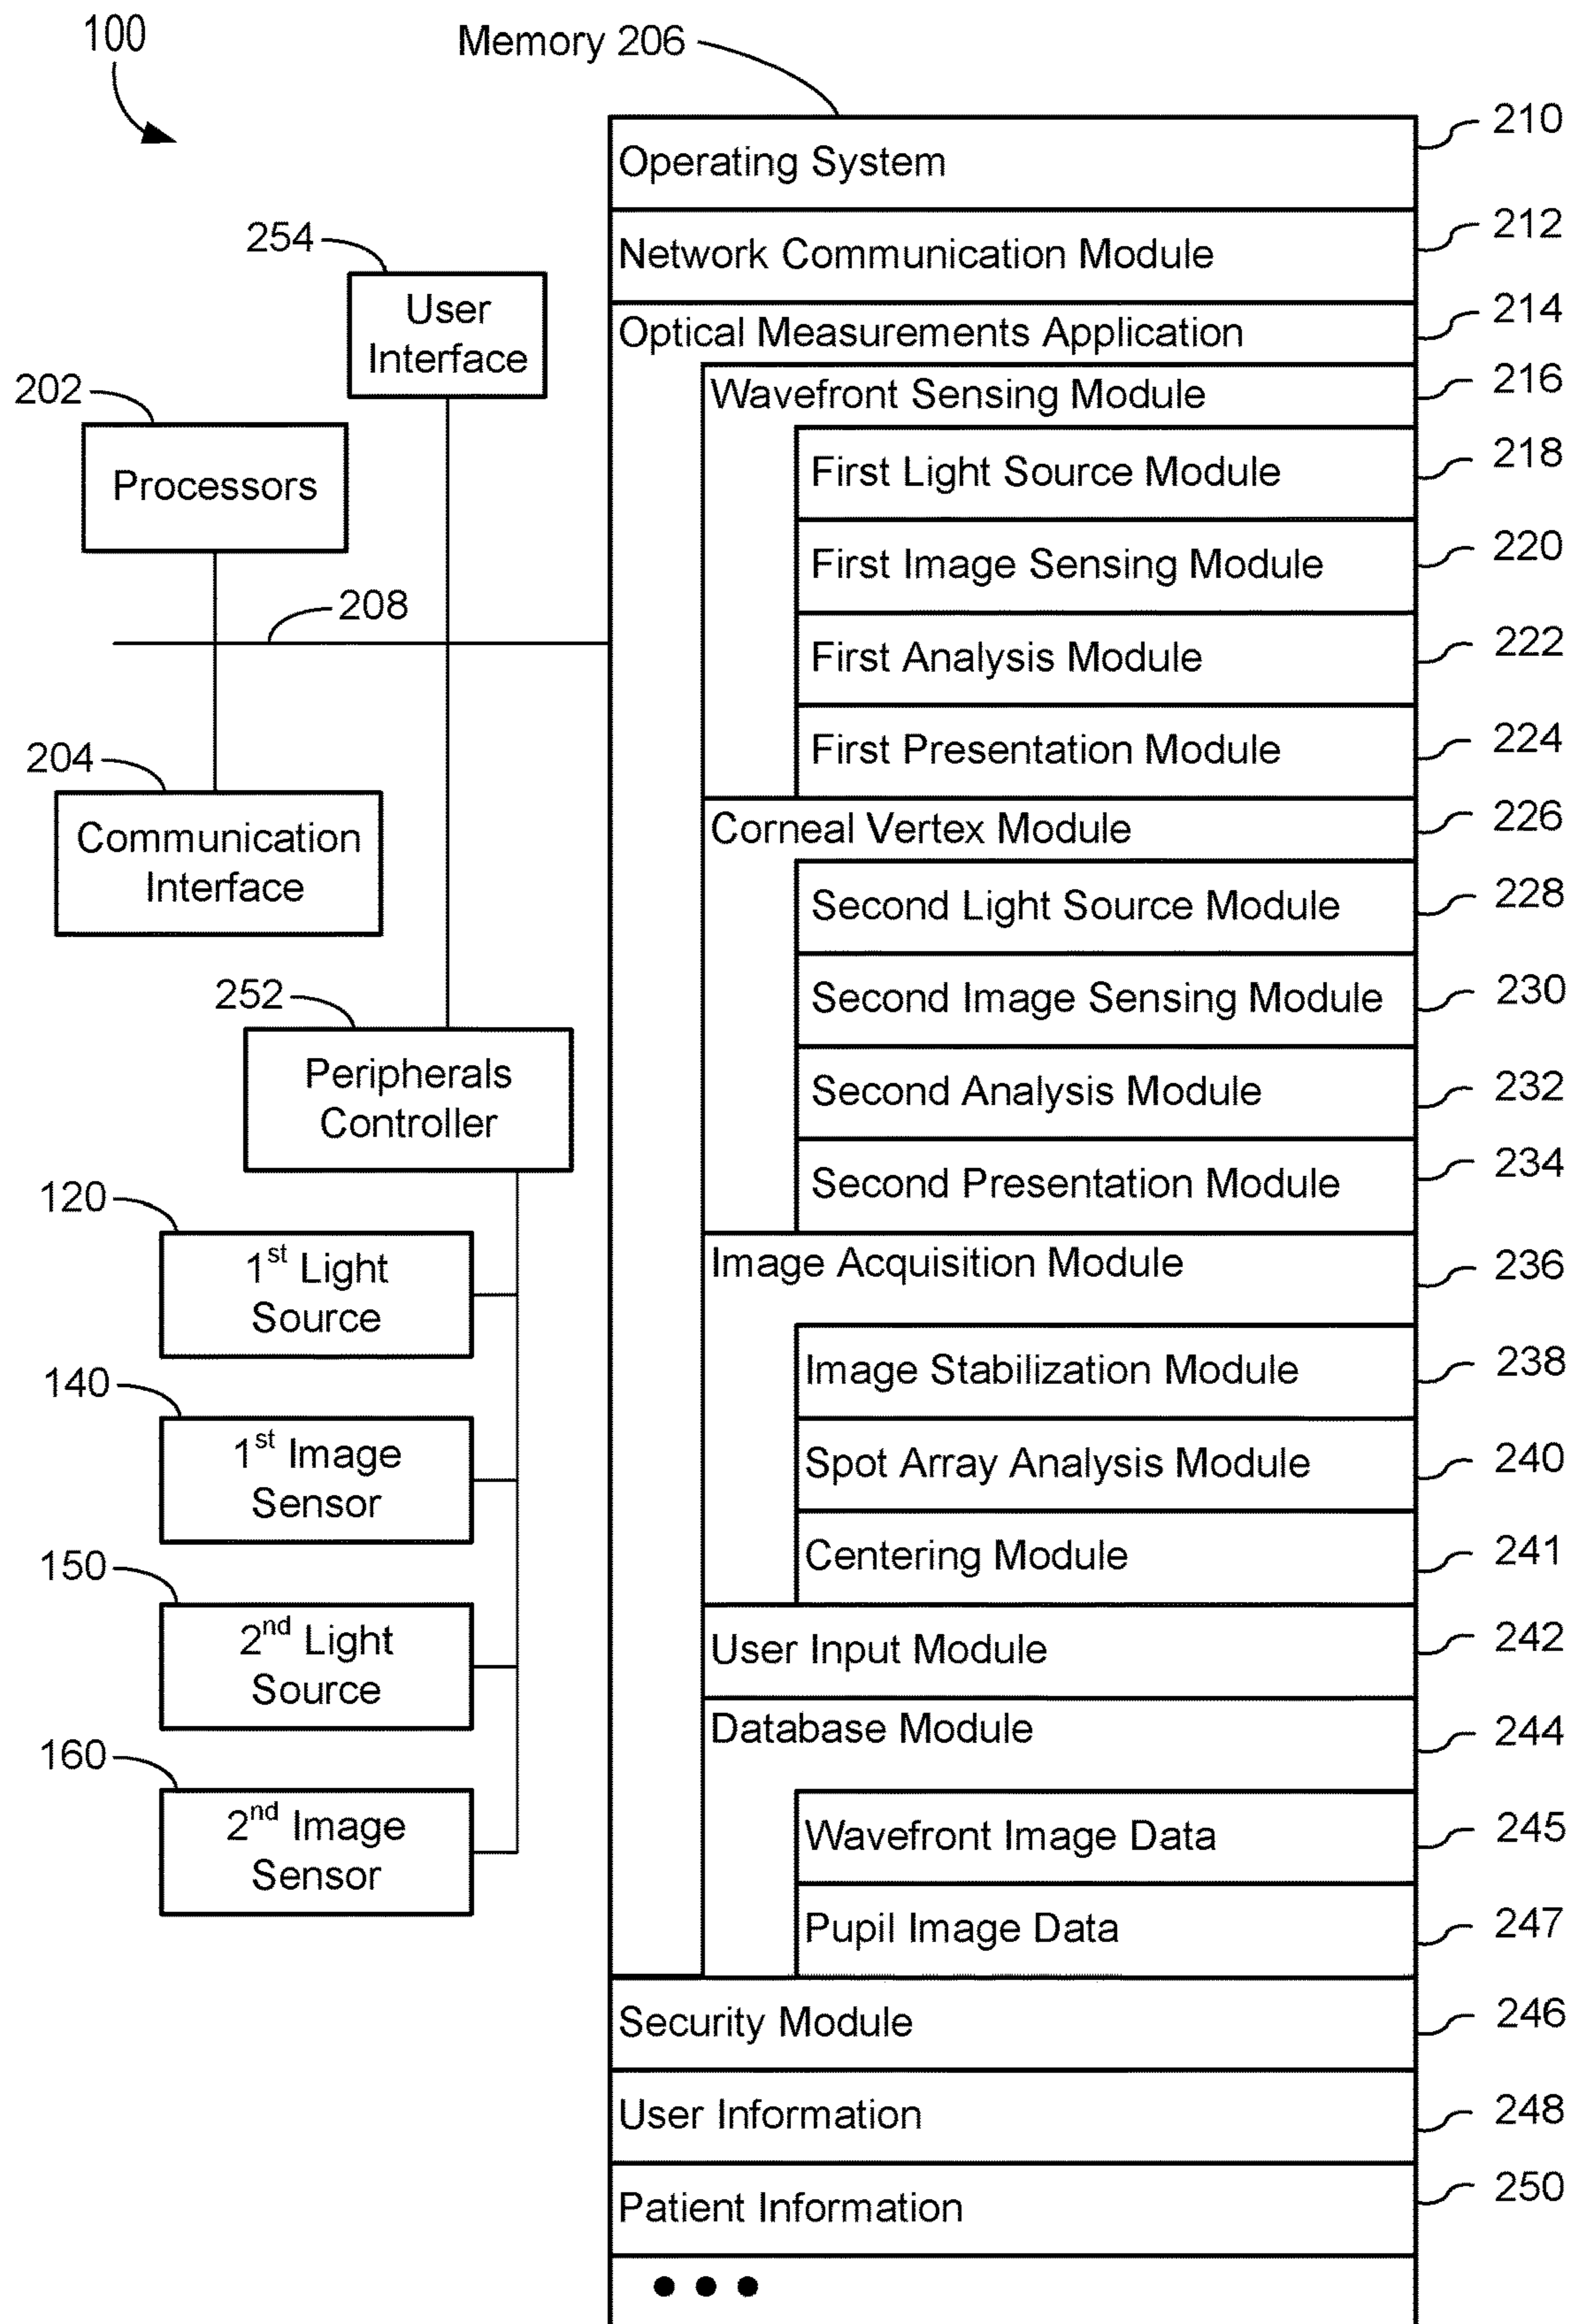 100
Memory 206
254
User
Interface
202
Processors
208
204
Communication
Interface
252
Peripherals
Controller
120
1st Light
Source
140
1st Image
Sensor
150
2nd Light
Source
160
2nd Image
Sensor
Operating System 210
Network Communication Module 212
Optical Measurements Application 214
Wavefront Sensing Module 216
First Light Source Module 218
First Image Sensing Module 220
First Analysis Module 222
First Presentation Module 224
Corneal Vertex Module 226
Second Light Source Module 228
Second Image Sensing Module 230
Second Analysis Module 232
Second Presentation Module 234
Image Acquisition Module 236
Image Stabilization Module 238
Spot Array Analysis Module 240
Centering Module 241
User Input Module 242
Database Module 244
Wavefront Image Data 245
Pupil Image Data 247
Security Module 246
User Information 248
Patient Information 250
• • •